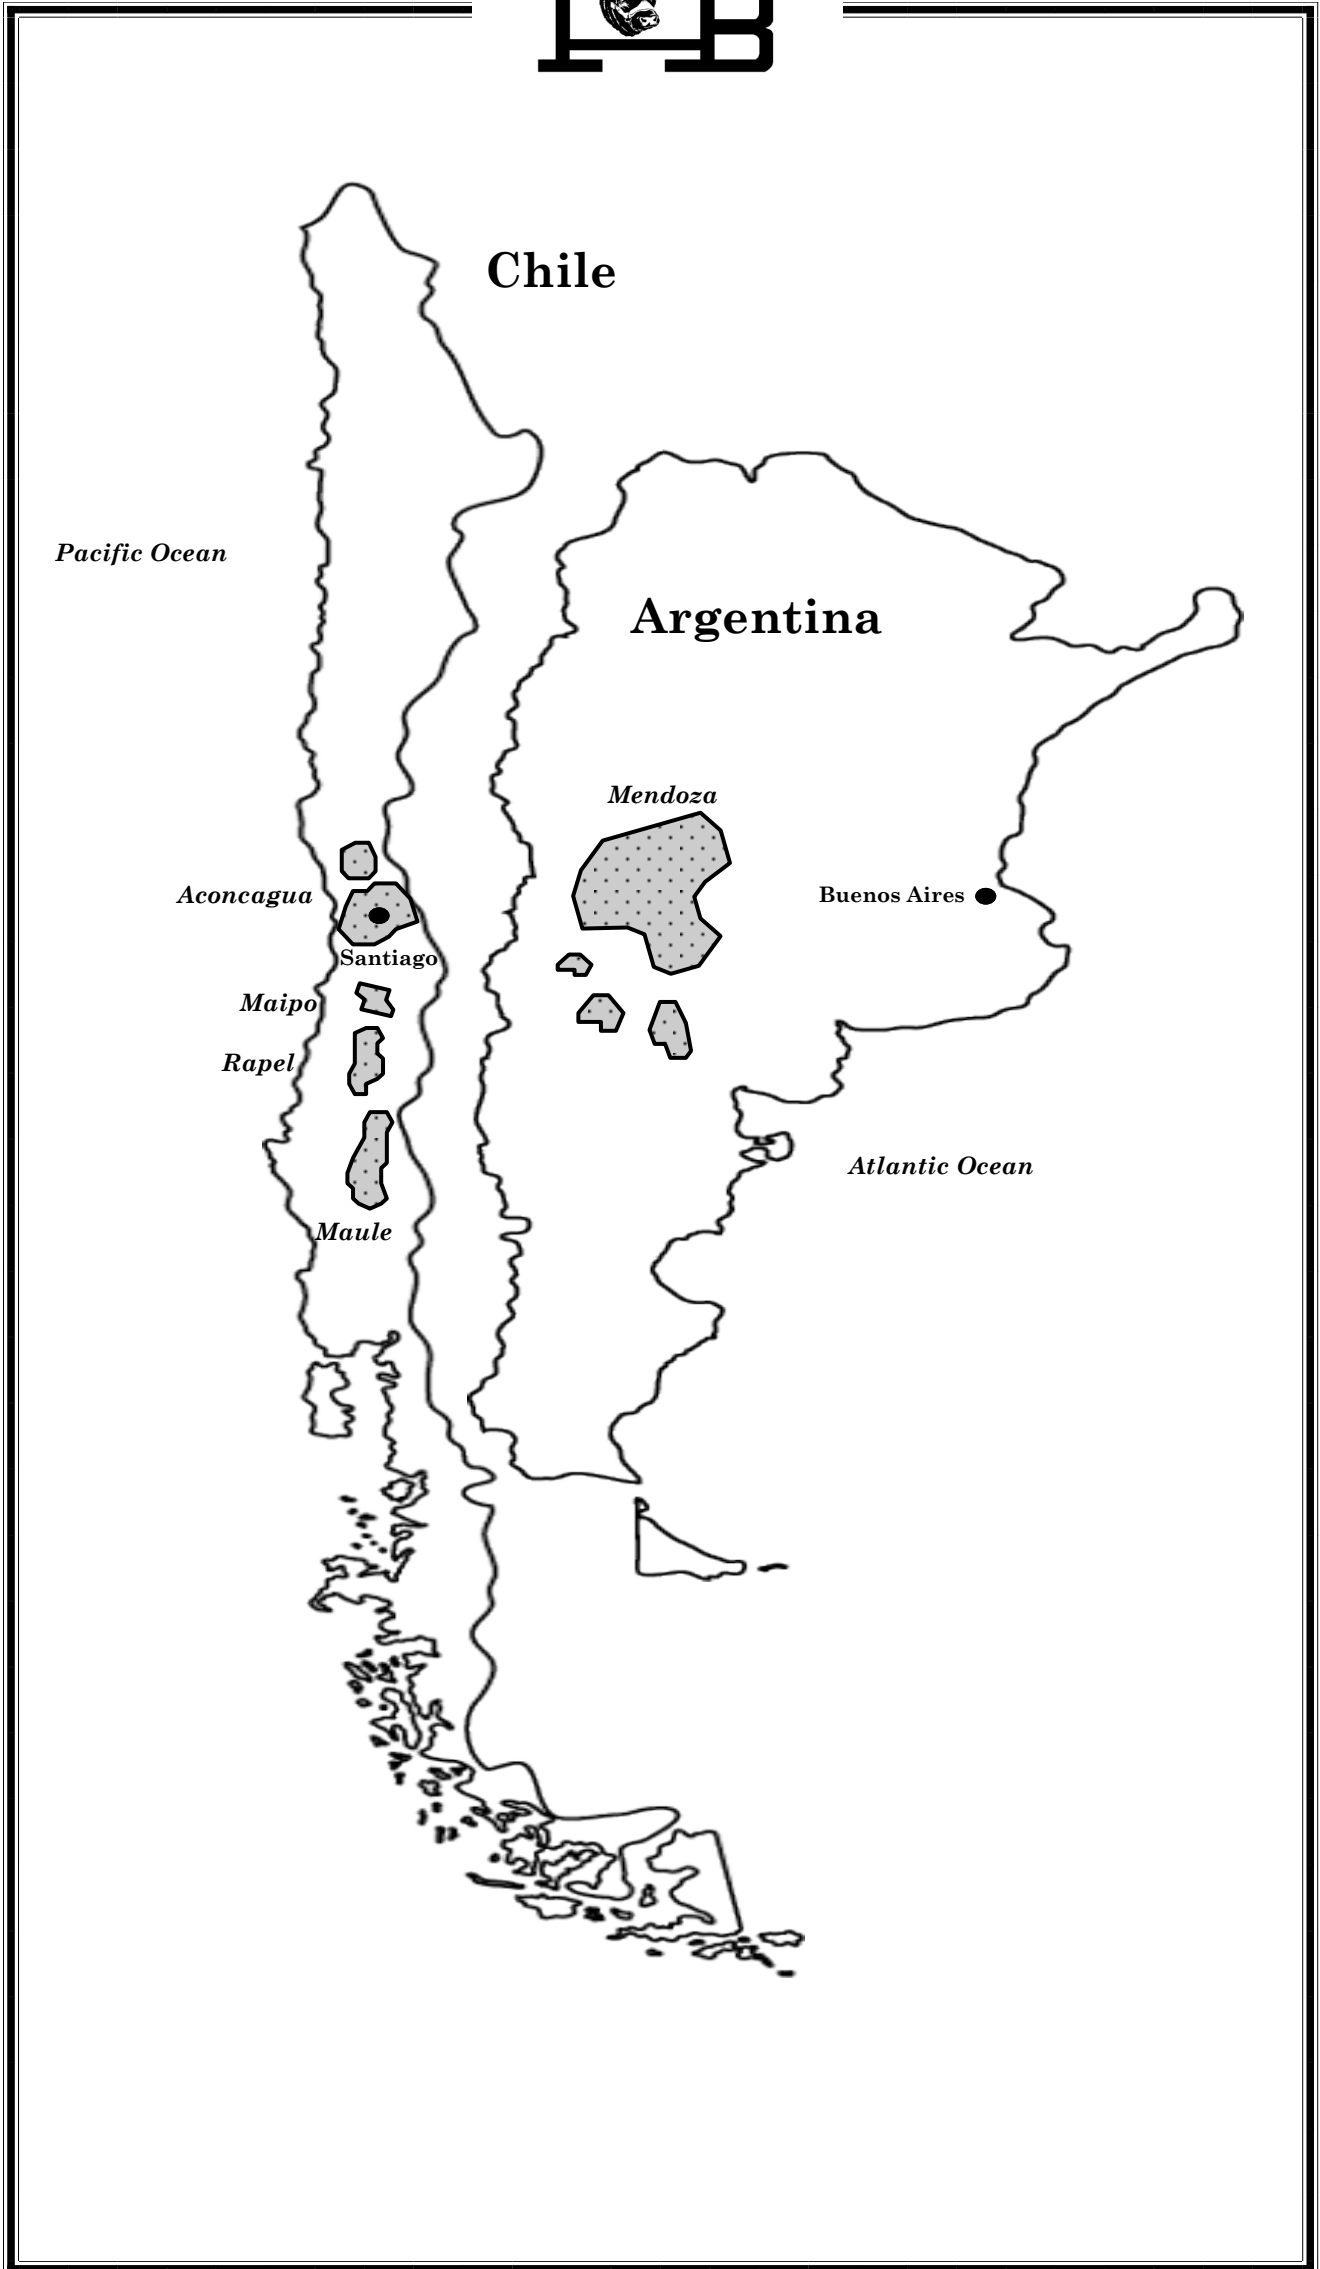 Chile
Pacific Ocean
Argentina
Mendoza
Aconcagua
Buenos Aires
Santiago
Maipo
Rapel
Atlantic Ocean
Maule